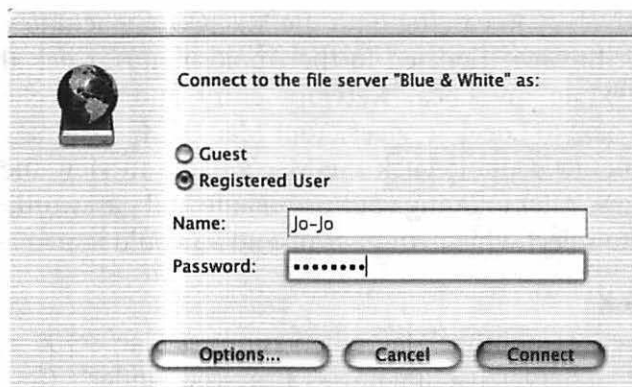 Connect to the file server "Blue & White" as:
Guest
Registered User
Name: Jo-Jo
Password: ••••••••
Options... Cancel Connect